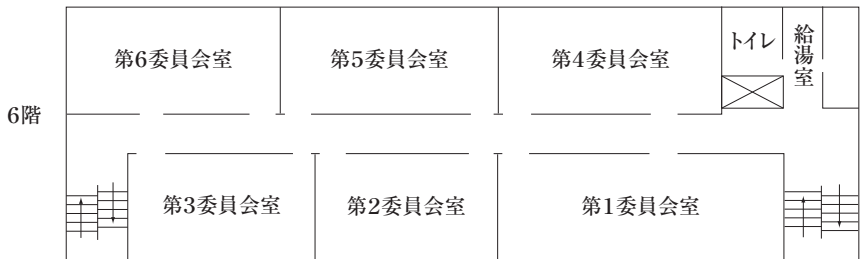 6階
第6委員会室
第5委員会室
第4委員会室
トイレ
給湯室
第3委員会室
第2委員会室
第1委員会室